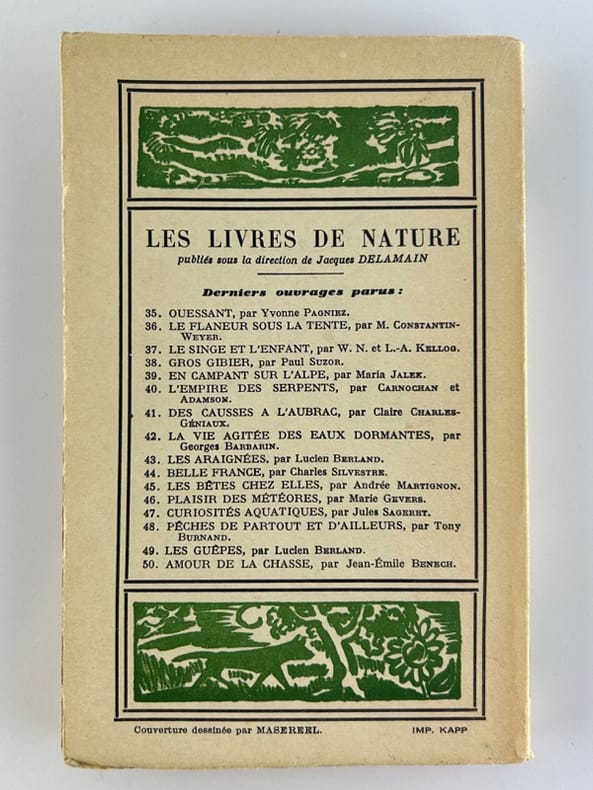 LES LIVRES DE NATURE
publiés sous la direction de Jacques DELAMAIN
Derniers ouvrages parus :
35. OUESSANT, par Yvonne PAGNIEZ.
36. LE FLANEUR SOUS LA TENTE, par M. CONSTANTIN-
WEYER.
37. LE SINGE ET L'ENFANT, par W. N. et L.-A. KELLOG.
38. GROS GIBIER, par Paul SUZOR.
39. EN CAMPANT SUR L'ALPE, par Maria JALEK.
40. L'EMPIRE DES SERPENTS, par CARNOCHAN et
ADAMSON.
41. DES CAUSSES A L'AUBRAC, par Claire CHARLES-
GÉNIAUX.
42. LA VIE AGITÉE DES EAUX DORMANTES, par
Georges BARBARIN.
43. LES ARAIGNÉES, par Lucien BERLAND.
44. BELLE FRANCE, par Charles SILVESTRE.
45. LES BÊTES CHEZ ELLES, par Andrée MARTIGNON.
46. PLAISIR DES MÉTÉORES, par Marie GEVERS.
47. CURIOSITÉS AQUATIQUES, par Jules SAGERET.
48. PÊCHES DE PARTOUT ET D'AILLEURS, par Tony
BURNAND.
49. LES GUÊPES, par Lucien BERLAND.
50. AMOUR DE LA CHASSE, par Jean-Émile BENECH.
Couverture dessinée par MASEREEL.
IMP. KAPP